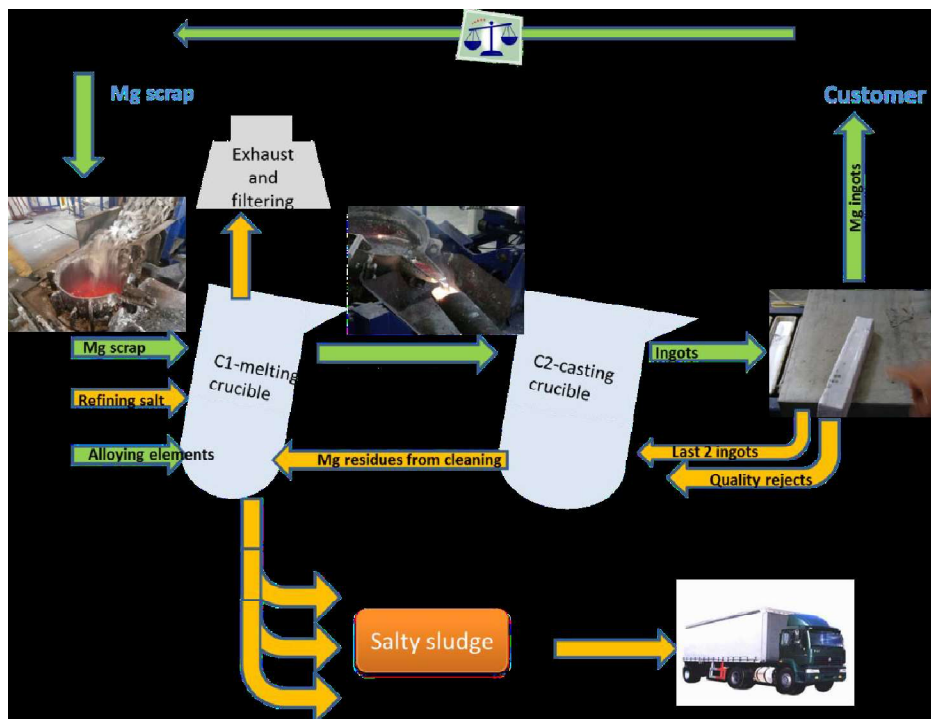 Mg scrap
Customer
Exhaust
and
filtering
Mg ingots
Mg scrap
C1-melting
crucible
C2-casting
crucible
Ingots
Refining salt
Alloying elements
Mg residues from cleaning
Last 2 ingots
Quality rejects
Salty sludge